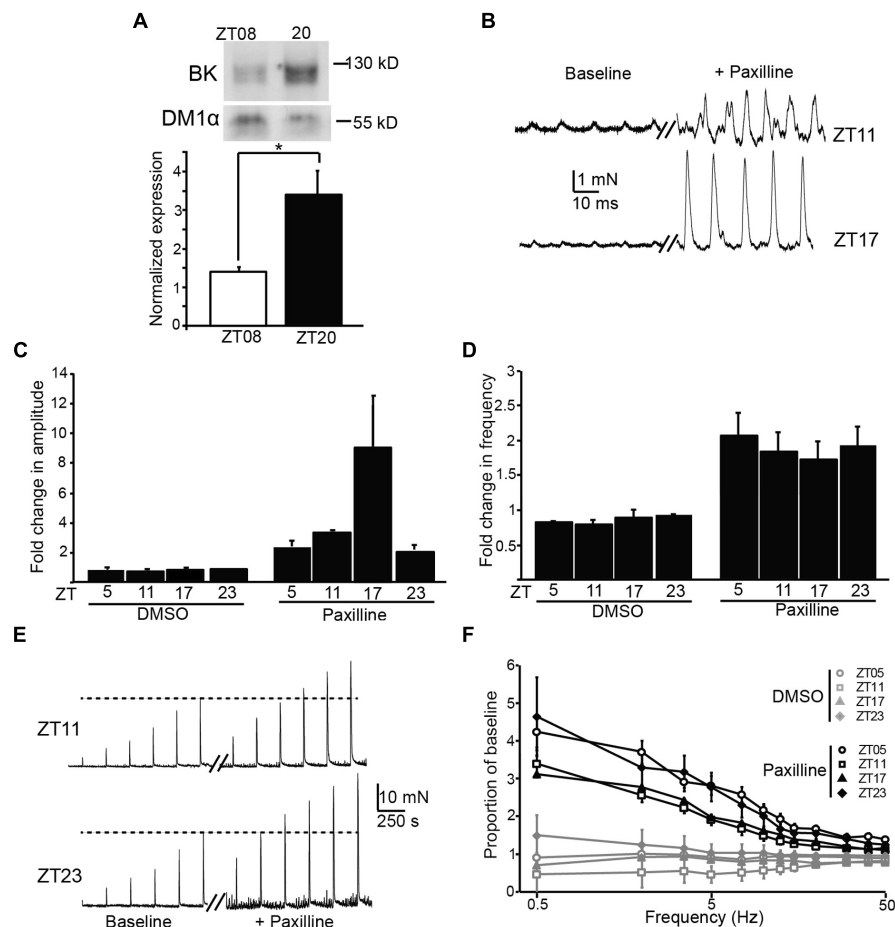 A
ZT08 20
BK
130 kD
DM1α
55 kD
*
Normalized expression
4
3
2
1
0
ZT08 ZT20
B
Baseline + Paxilline
ZT11
1 mN
10 ms
ZT17
C
Fold change in amplitude
14
12
10
8
6
4
2
ZT 5 11 17 23 5 11 17 23
DMSO Paxilline
D
Fold change in frequency
3
2.5
2
1.5
1
0.5
ZT 5 11 17 23 5 11 17 23
DMSO Paxilline
E
ZT11
10 mN
250 s
ZT23
Baseline + Paxilline
F
Proportion of baseline
6
5
4
3
2
1
0
0.5 5 50
Frequency (Hz)
DMSO
ZT05
ZT11
ZT17
ZT23
Paxilline
ZT05
ZT11
ZT17
ZT23